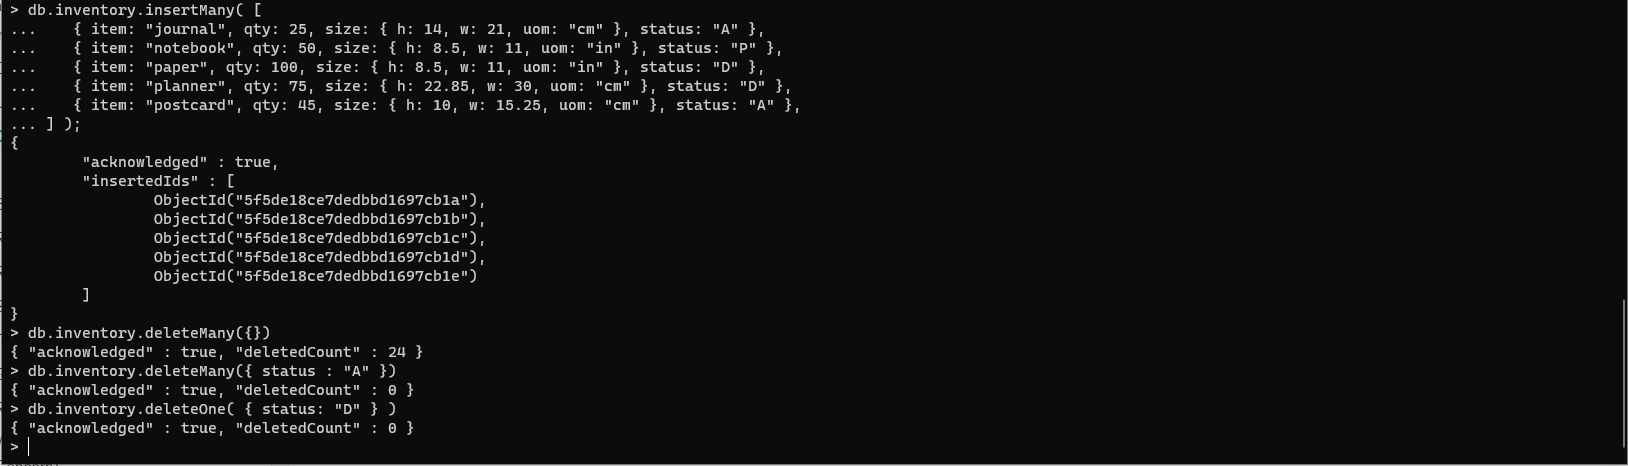 > db.inventory.insertMany( [
...    { item: "journal", qty: 25, size: { h: 14, w: 21, uom: "cm" }, status: "A" },
...    { item: "notebook", qty: 50, size: { h: 8.5, w: 11, uom: "in" }, status: "P" },
...    { item: "paper", qty: 100, size: { h: 8.5, w: 11, uom: "in" }, status: "D" },
...    { item: "planner", qty: 75, size: { h: 22.85, w: 30, uom: "cm" }, status: "D" },
...    { item: "postcard", qty: 45, size: { h: 10, w: 15.25, uom: "cm" }, status: "A" },
... ] );
{
        "acknowledged" : true,
        "insertedIds" : [
                ObjectId("5f5de18ce7dedbbd1697cb1a"),
                ObjectId("5f5de18ce7dedbbd1697cb1b"),
                ObjectId("5f5de18ce7dedbbd1697cb1c"),
                ObjectId("5f5de18ce7dedbbd1697cb1d"),
                ObjectId("5f5de18ce7dedbbd1697cb1e")
        ]
}
> db.inventory.deleteMany({})
{ "acknowledged" : true, "deletedCount" : 24 }
> db.inventory.deleteMany({ status : "A" })
{ "acknowledged" : true, "deletedCount" : 0 }
> db.inventory.deleteOne( { status: "D" } )
{ "acknowledged" : true, "deletedCount" : 0 }
>